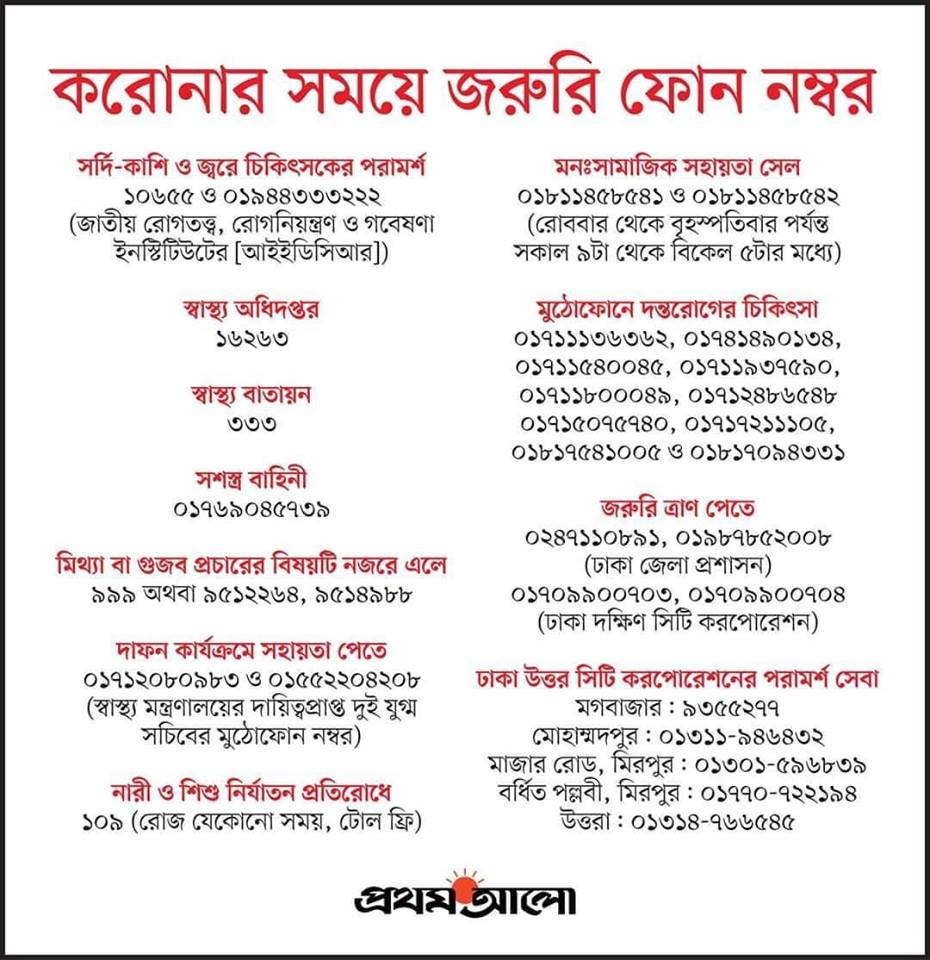 করোনার সময়ে জরুরি ফোন নম্বর
সর্দি-কাশি ও জ্বরে চিকিৎসকের পরামর্শ
১০৬৫৫ ও ০১৯৪৪৩৩৩২২২
(জাতীয় রোগতত্ত্ব, রোগনিয়ন্ত্রণ ও গবেষণা
ইনস্টিটিউটের [আইইডিসিআর])
স্বাস্থ্য অধিদপ্তর
১৬২৬৩
স্বাস্থ্য বাতায়ন
৩৩৩
সশস্ত্র বাহিনী
০১৭৬৯০৪৫৭৩৯
মিথ্যা বা গুজব প্রচারের বিষয়টি নজরে এলে
৯৯৯ অথবা ৯৫১২২৬৪, ৯৫১৪৯৮৮
দাফন কার্যক্রমে সহায়তা পেতে
০১৭১২০৮০৯৮৩ ও ০১৫৫২২০৪২০৮
(স্বাস্থ্য মন্ত্রণালয়ের দায়িত্বপ্রাপ্ত দুই যুগ্ম
সচিবের মুঠোফোন নম্বর)
নারী ও শিশু নির্যাতন প্রতিরোধে
১০৯ (রোজ যেকোনো সময়, টোল ফ্রি)
মনঃসামাজিক সহায়তা সেল
০১৮১১৪৫৮৫৪১ ও ০১৮১১৪৫৮৫৪২
(রোববার থেকে বৃহস্পতিবার পর্যন্ত
সকাল ৯টা থেকে বিকেল ৫টার মধ্যে)
মুঠোফোনে দন্তরোগের চিকিৎসা
০১৭১১১৩৬৩৬২, ০১৭৪১৪৯০১৩৪,
০১৭১১৫৪০০৪৫, ০১৭১১৯৩৭৫৯০,
০১৭১১৮০০০৪৯, ০১৭১২৪৮৬৫৪৮
০১৭১৫০৭৫৭৪০, ০১৭১৭২১১১০৫,
০১৮১৭৫৪১০০৫ ও ০১৮১৭০৯৪৩৩১
জরুরি ত্রাণ পেতে
০২৪৭১১০৮৯১, ০১৯৮৭৮৫২০০৮
(ঢাকা জেলা প্রশাসন)
০১৭০৯৯০০৭০৩, ০১৭০৯৯০০৭০৪
(ঢাকা দক্ষিণ সিটি করপোরেশন)
ঢাকা উত্তর সিটি করপোরেশনের পরামর্শ সেবা
মগবাজার : ৯৩৫৫২৭৭
মোহাম্মদপুর : ০১৩১১-৯৪৬৪৩২
মাজার রোড, মিরপুর : ০১৩০১-৫৯৬৮৩৯
বর্ধিত পল্লবী, মিরপুর : ০১৭৭০-৭২২১৯৪
উত্তরা : ০১৩১৪-৭৬৬৫৪৫
প্রথম আলো